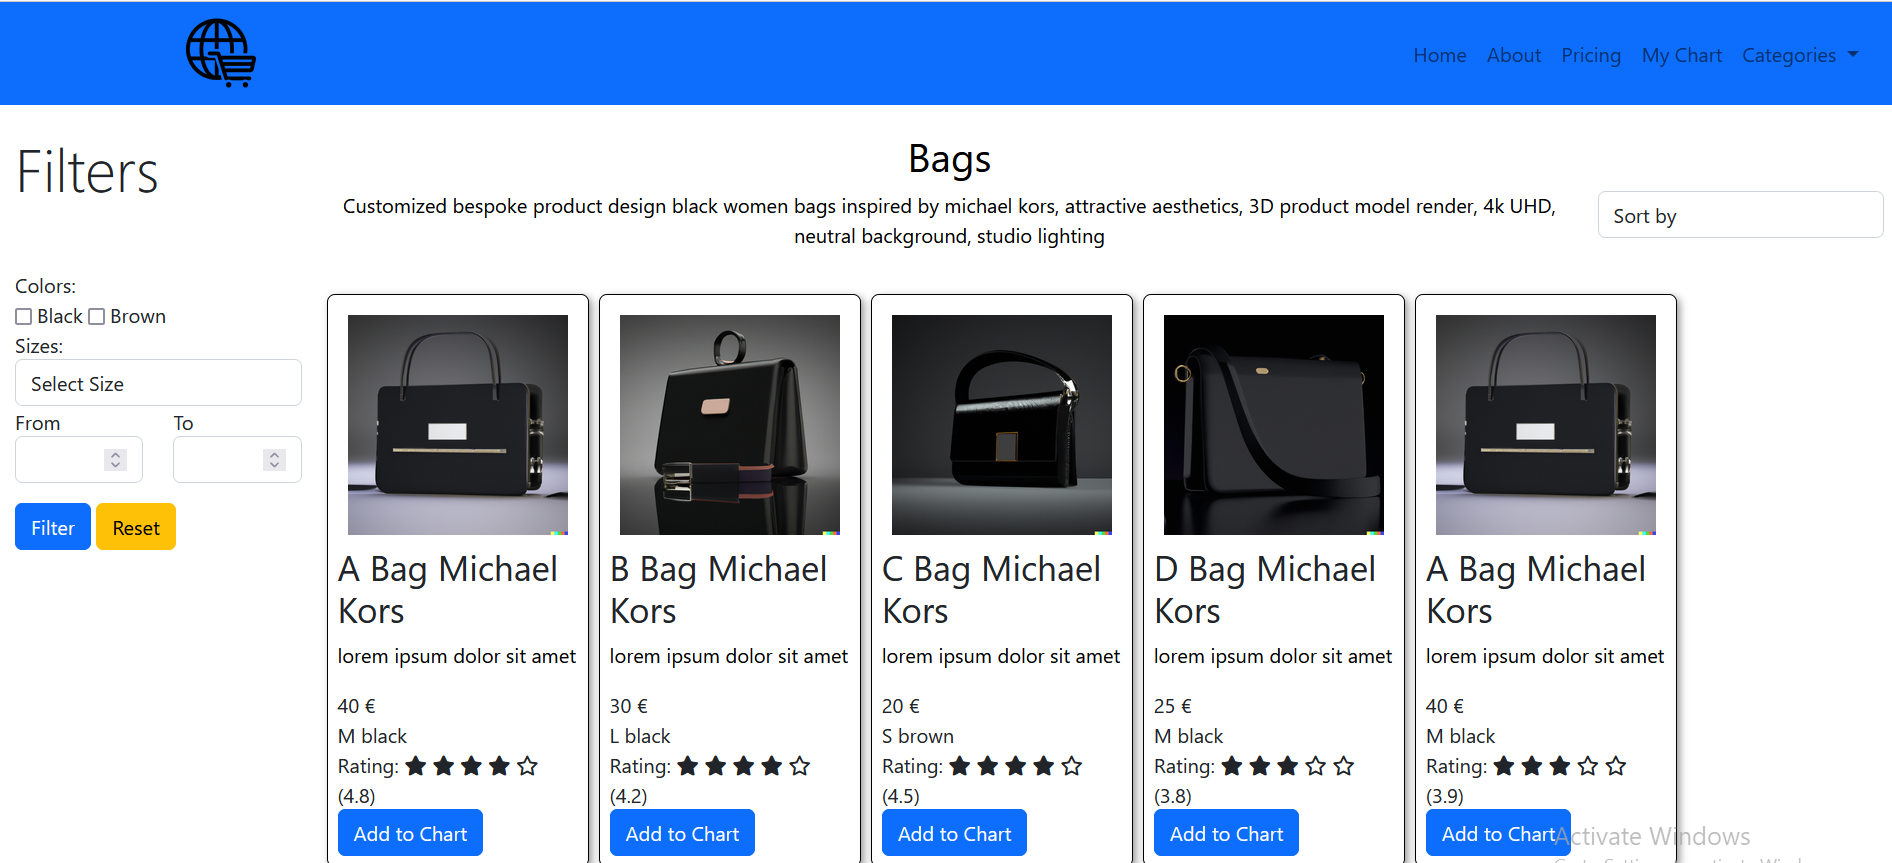 Home About Pricing My Chart Categories
Filters
Bags
Customized bespoke product design black women bags inspired by michael kors, attractive aesthetics, 3D product model render, 4k UHD,
neutral background, studio lighting
Sort by
Colors:
Black Brown
Sizes:
Select Size
From To
Filter Reset
A Bag Michael
Kors
lorem ipsum dolor sit amet
40 €
M black
Rating:
(4.8)
Add to Chart
B Bag Michael
Kors
lorem ipsum dolor sit amet
30 €
L black
Rating:
(4.2)
Add to Chart
C Bag Michael
Kors
lorem ipsum dolor sit amet
20 €
S brown
Rating:
(4.5)
Add to Chart
D Bag Michael
Kors
lorem ipsum dolor sit amet
25 €
M black
Rating:
(3.8)
Add to Chart
A Bag Michael
Kors
lorem ipsum dolor sit amet
40 €
M black
Rating:
(3.9)
Add to Chart
Activate Windows